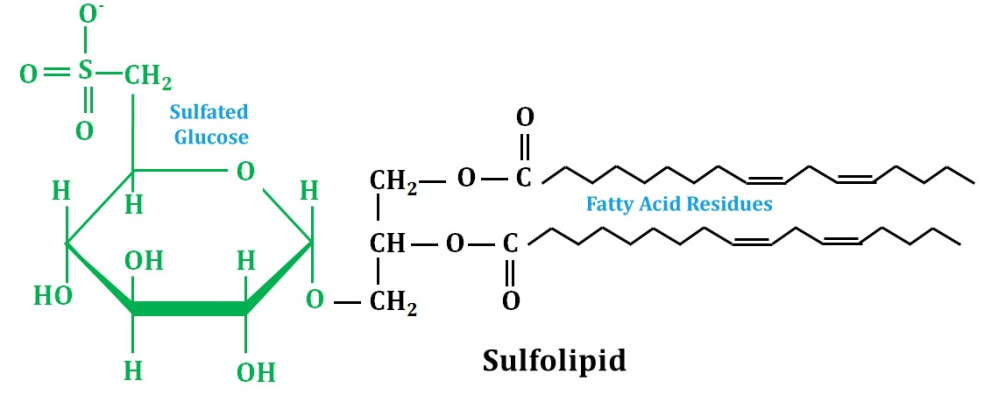 O-
O=S—CH2
O
Sulfated
Glucose
O
O
H
H
H
CH2—O—C
Fatty Acid Residues
CH—O—C
OH
H
HO
O—CH2
O
H
OH
Sulfolipid